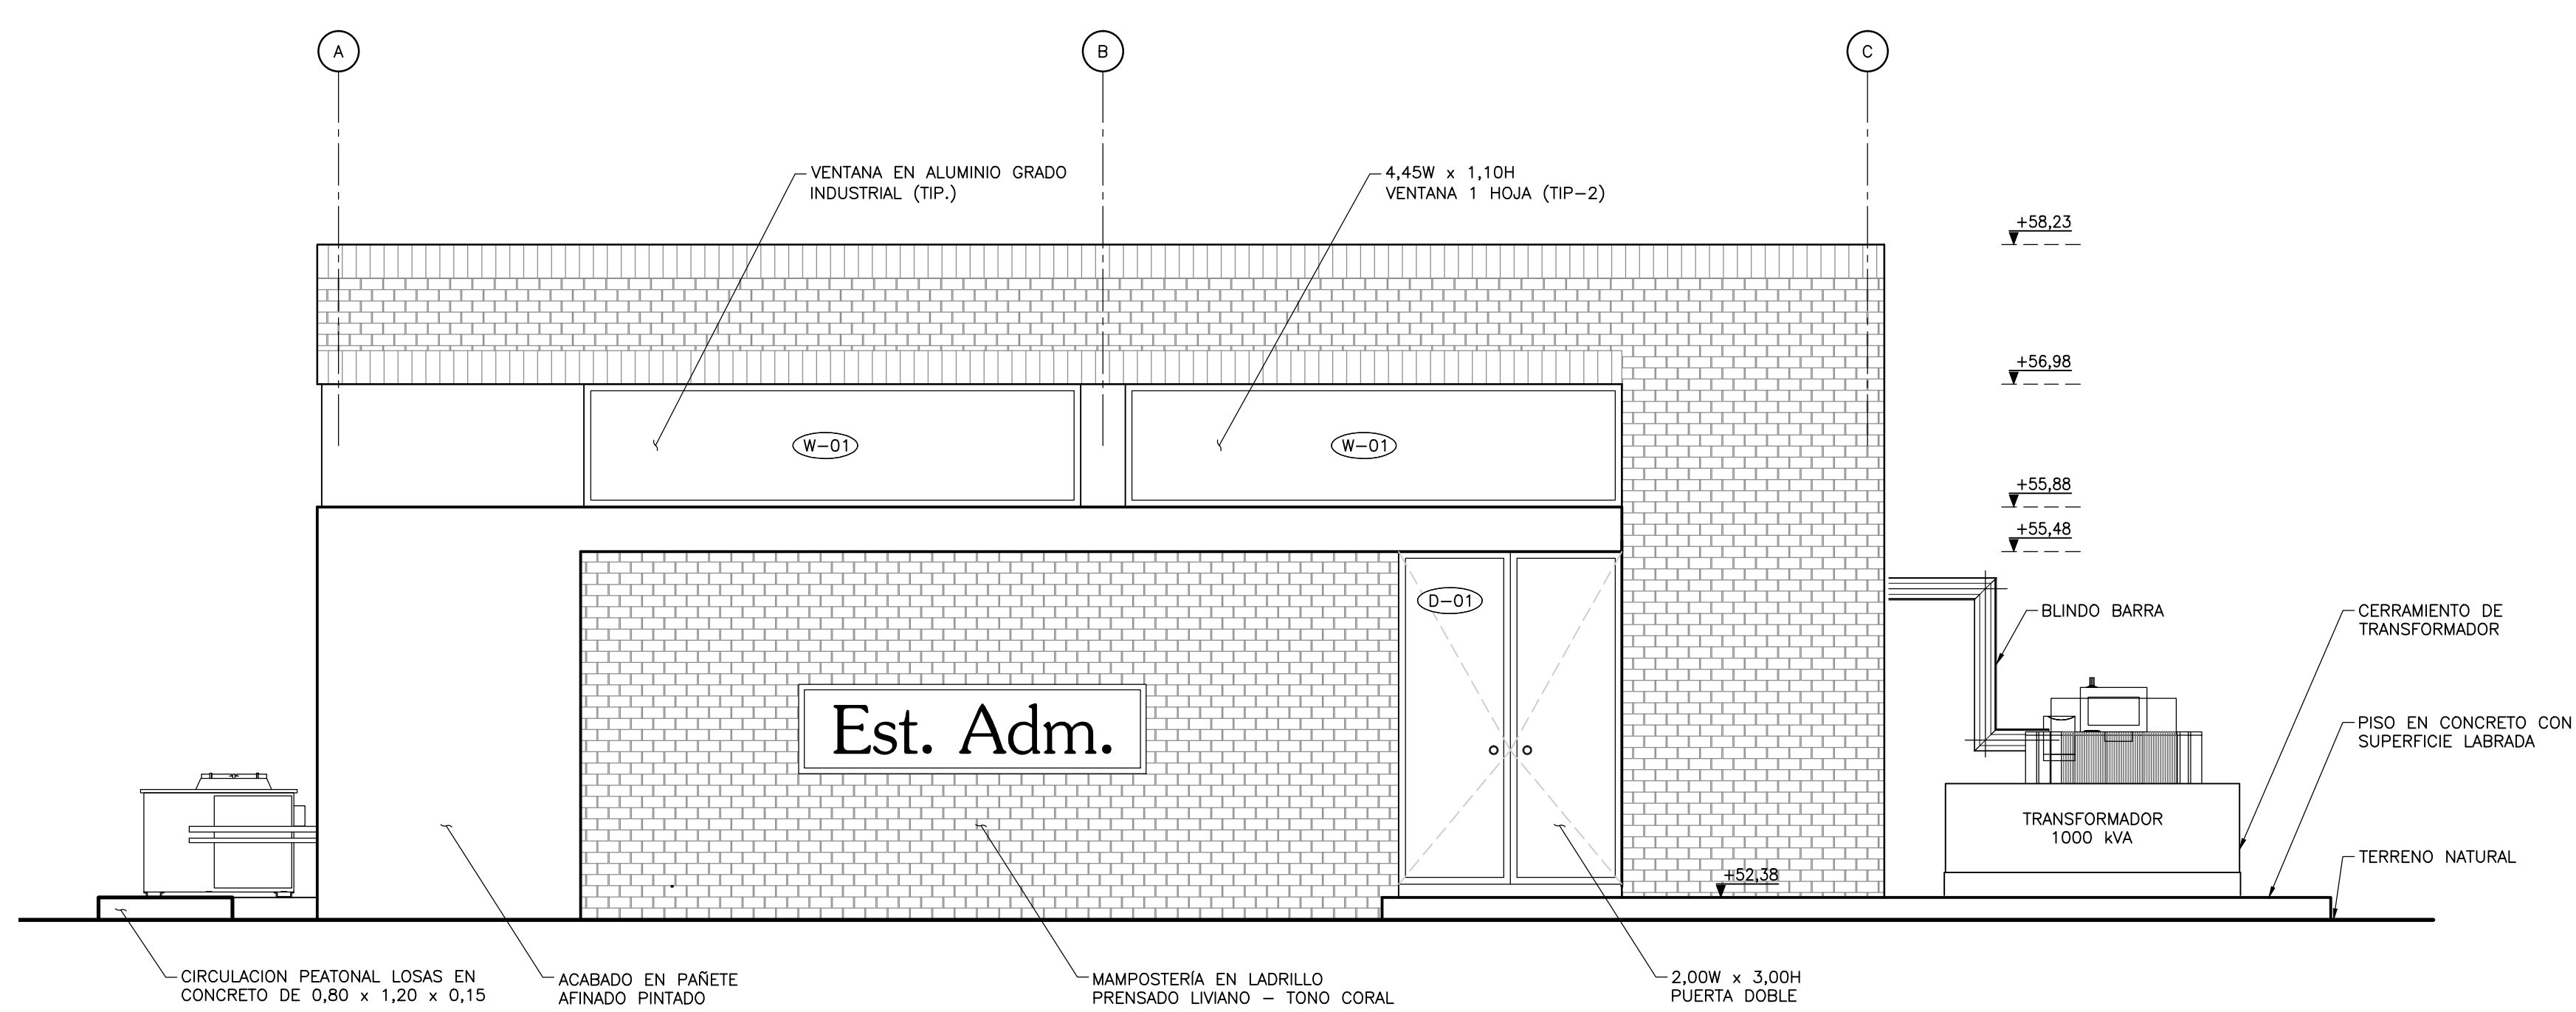 A
B
C
VENTANA EN ALUMINIO GRADO
INDUSTRIAL (TIP.)
4,45W x 1,10H
VENTANA 1 HOJA (TIP-2)
+58,23
+56,98
W-01
W-01
+55,88
+55,48
D-01
BLINDO BARRA
CERRAMIENTO DE
TRANSFORMADOR
Est. Adm.
PISO EN CONCRETO CON
SUPERFICIE LABRADA
TRANSFORMADOR
1000 kVA
TERRENO NATURAL
+52,38
CIRCULACION PEATONAL LOSAS EN
CONCRETO DE 0,80 x 1,20 x 0,15
ACABADO EN PAÑETE
AFINADO PINTADO
MAMPOSTERÍA EN LADRILLO
PRENSADO LIVIANO – TONO CORAL
2,00W x 3,00H
PUERTA DOBLE